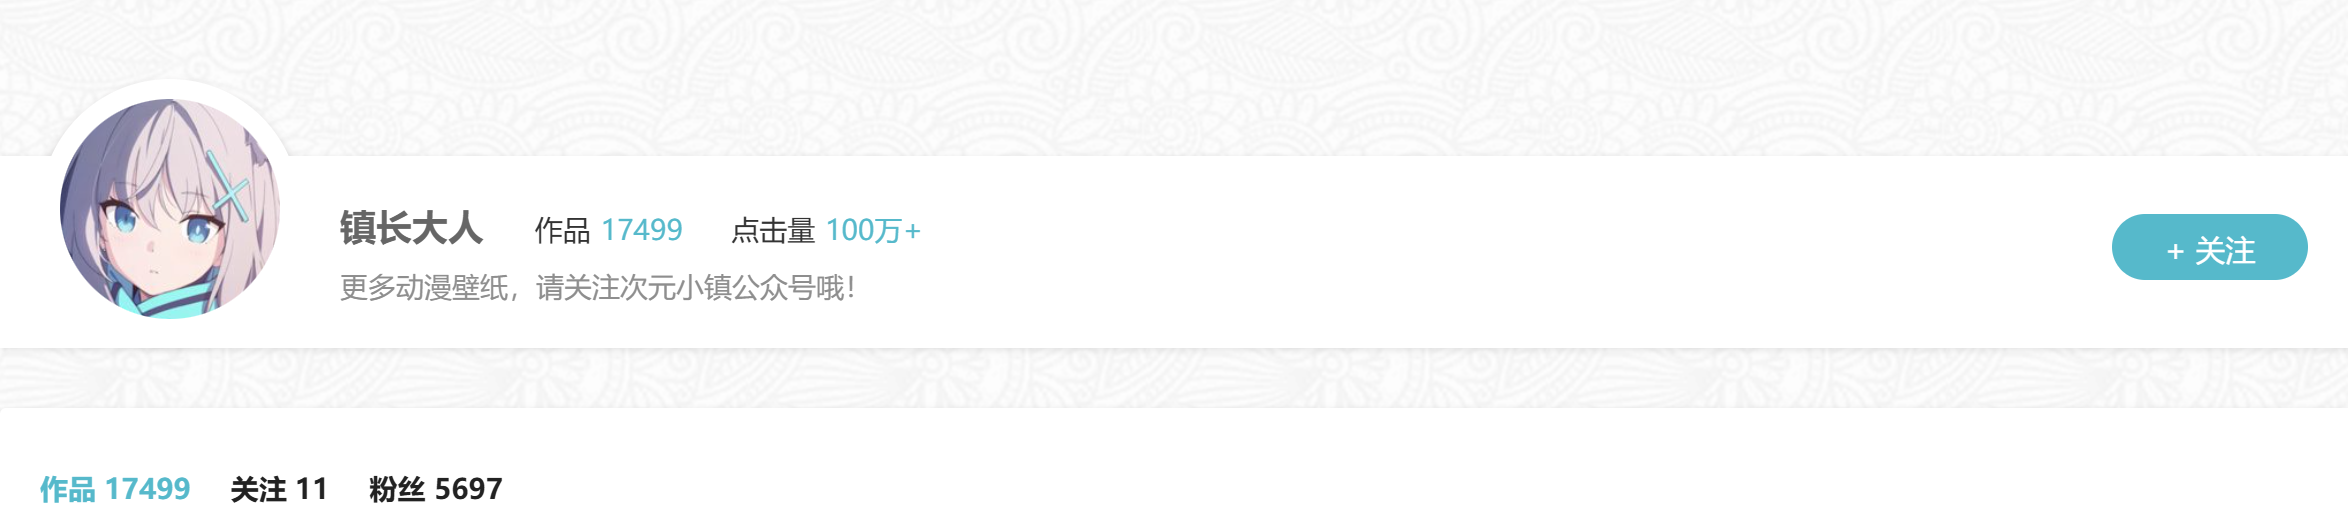 镇长大人 作品 17499 点击量 100万+
更多动漫壁纸，请关注次元小镇公众号哦！
+ 关注
作品 17499 关注 11 粉丝 5697